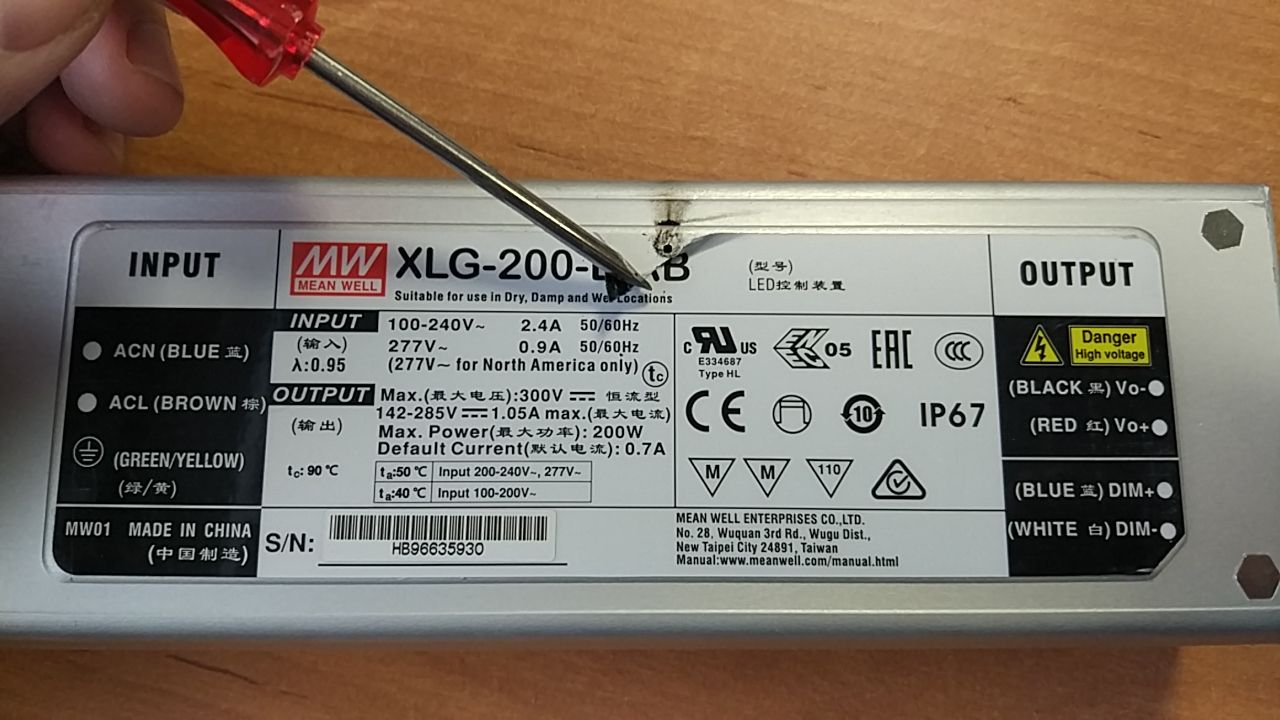 INPUT
MW
MEAN WELL
XLG-200-
Suitable for use in Dry, Damp and Wet Locations
(型号)
LED控制装置
OUTPUT
ACN (BLUE 蓝)
ACL (BROWN 棕)
(GREEN/YELLOW)
(绿/黄)
MW01 MADE IN CHINA
(中国制造)
INPUT
(输入)
λ:0.95
100-240V~ 2.4A 50/60Hz
277V~ 0.9A 50/60Hz
(277V~ for North America only)
tc
OUTPUT
(输出)
Max.(最大电压):300V ⎓ 恒流型
142-285V⎓1.05A max.(最大电流)
Max. Power(最大功率): 200W
Default Current(默认电流): 0.7A
tc: 90℃
ta:50℃ Input 200-240V~, 277V~
ta:40℃ Input 100-200V~
S/N:
HB96635930
c RU US
E334687
Type HL
05
EAC
CCC
CE
10
IP67
M
M
110
MEAN WELL ENTERPRISES CO.,LTD.
No. 28, Wuquan 3rd Rd., Wugu Dist.,
New Taipei City 24891, Taiwan
Manual:www.meanwell.com/manual.html
Danger
High voltage
(BLACK 黑) Vo-
(RED 红) Vo+
(BLUE 蓝) DIM+
(WHITE 白) DIM-